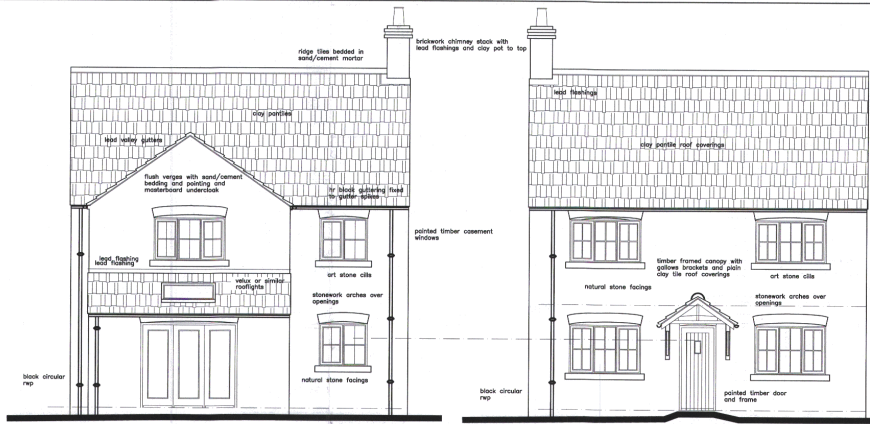 ridge tiles bedded in
sand/cement mortar
brickwork chimney stack with
lead flashings and clay pot to top
clay pantiles
lead valley gutters
flush verges with sand/cement
bedding and pointing and
masterboard undercloak
hr black guttering fixed
to gutter spikes
painted timber casement
windows
lead flashing
lead flashing
velux or similar
rooflights
art stone cills
stonework arches over
openings
natural stone facings
black circular
rwp
lead flashings
clay pantile roof coverings
timber framed canopy with
gallows brackets and plain
clay tile roof coverings
natural stone facings
art stone cills
stonework arches over
openings
black circular
rwp
painted timber door
and frame